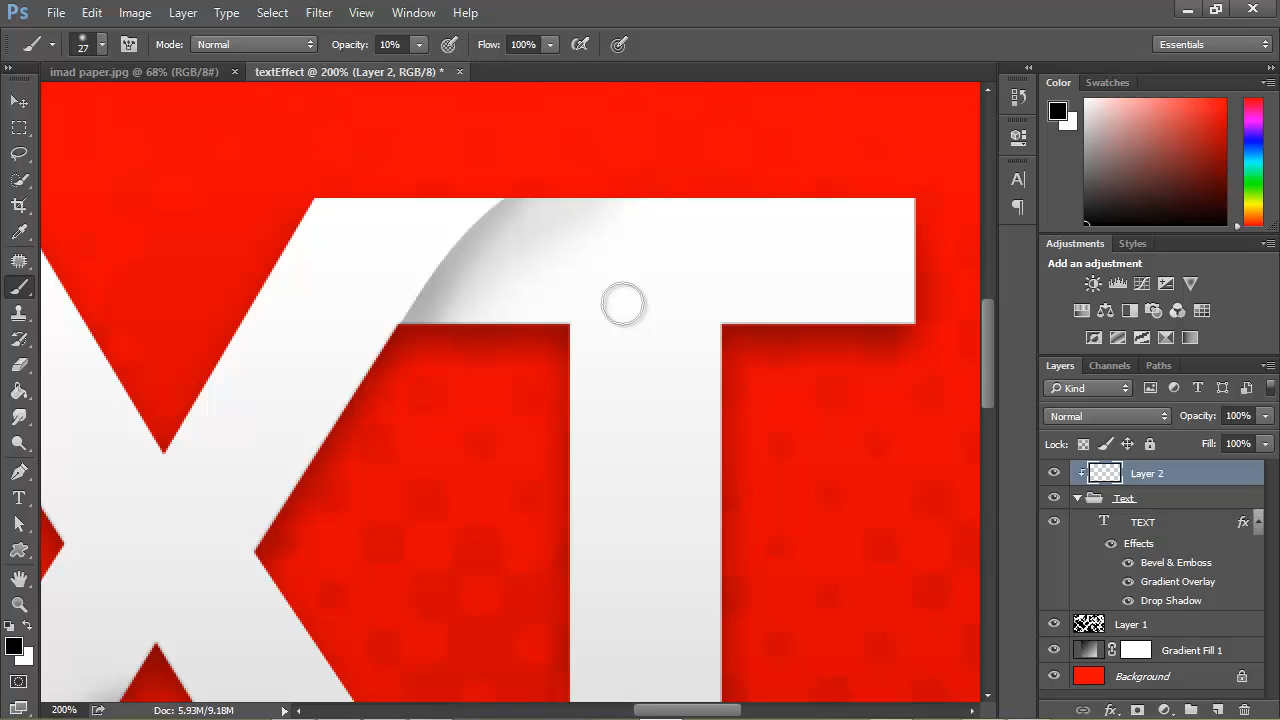 Ps File Edit Image Layer Type Select Filter View Window Help
27 Mode: Normal Opacity: 10% Flow: 100% Essentials
imad paper.jpg @ 68% (RGB/8#) × textEffect @ 200% (Layer 2, RGB/8) * ×
Color Swatches
XT
Adjustments Styles
Add an adjustment
Layers Channels Paths
Kind
Normal Opacity: 100%
Lock: Fill: 100%
Layer 2
Text
T TEXT fx
Effects
Bevel & Emboss
Gradient Overlay
Drop Shadow
Layer 1
Gradient Fill 1
Background
200% Doc: 5.93M/9.18M